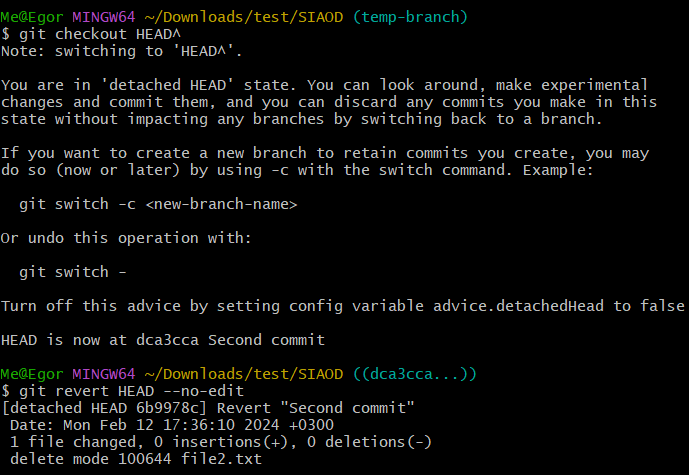 Me@Egor MINGW64 ~/Downloads/test/SIAOD (temp-branch)
$ git checkout HEAD^
Note: switching to 'HEAD^'.

You are in 'detached HEAD' state. You can look around, make experimental
changes and commit them, and you can discard any commits you make in this
state without impacting any branches by switching back to a branch.

If you want to create a new branch to retain commits you create, you may
do so (now or later) by using -c with the switch command. Example:

  git switch -c <new-branch-name>

Or undo this operation with:

  git switch -

Turn off this advice by setting config variable advice.detachedHead to false

HEAD is now at dca3cca Second commit

Me@Egor MINGW64 ~/Downloads/test/SIAOD ((dca3cca...))
$ git revert HEAD --no-edit
[detached HEAD 6b9978c] Revert "Second commit"
 Date: Mon Feb 12 17:36:10 2024 +0300
 1 file changed, 0 insertions(+), 0 deletions(-)
 delete mode 100644 file2.txt